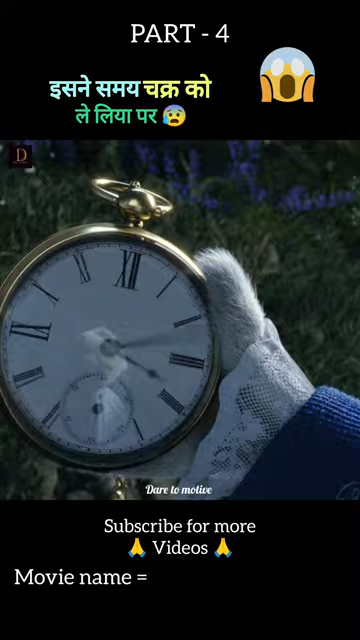 PART - 4
इसने समय चक्र को
ले लिया पर 😰
D
Dare to motive
Subscribe for more
🙏 Videos 🙏
Movie name =